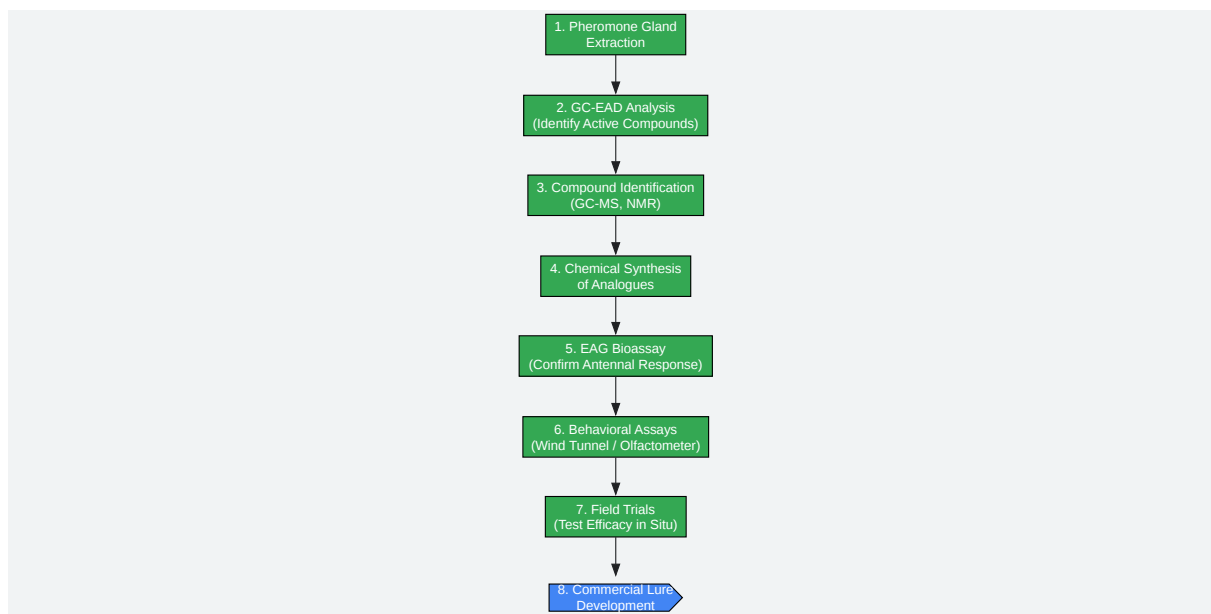 1. Pheromone Gland
Extraction
2. GC-EAD Analysis
(Identify Active Compounds)
3. Compound Identification
(GC-MS, NMR)
4. Chemical Synthesis
of Analogues
5. EAG Bioassay
(Confirm Antennal Response)
6. Behavioral Assays
(Wind Tunnel / Olfactometer)
7. Field Trials
(Test Efficacy in Situ)
8. Commercial Lure
Development